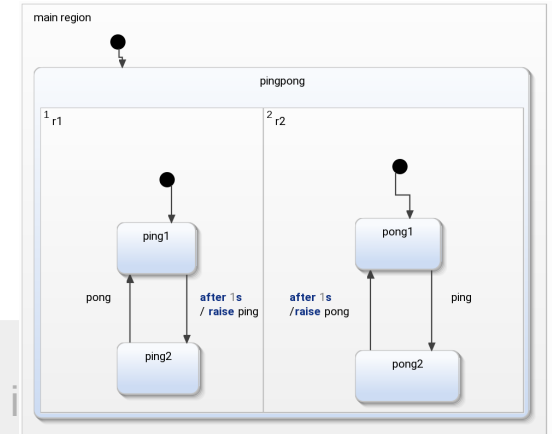 main region
pingpong
1 r1
2 r2
ping1
pong1
pong
after 1s
/ raise ping
after 1s
/raise pong
ping
ping2
pong2